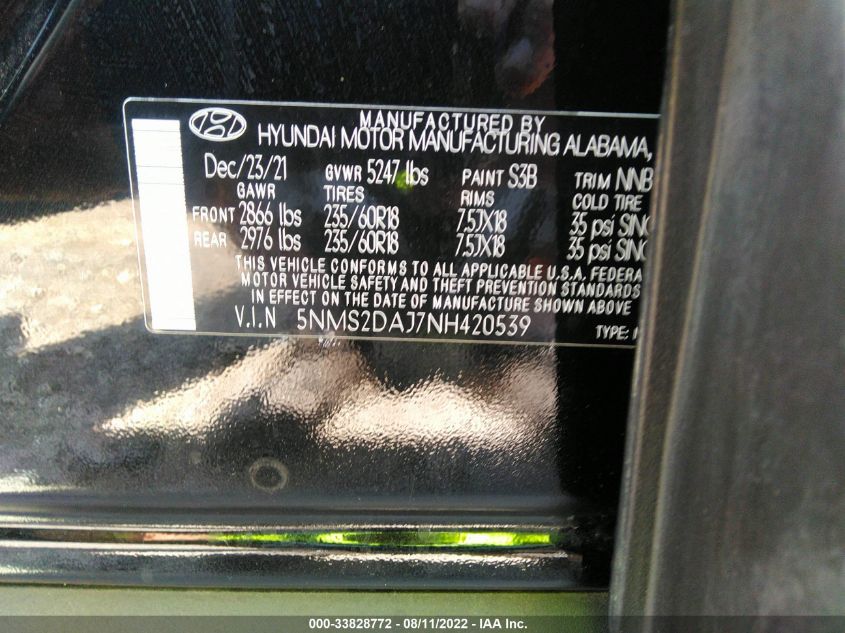 MANUFACTURED BY
HYUNDAI MOTOR MANUFACTURING ALABAMA,
Dec/23/21 GVWR 5247 lbs PAINT S3B TRIM NNB
GAWR TIRES RIMS COLD TIRE
FRONT 2866 lbs 235/60R18 7.5JX18 35 psi SING
REAR 2976 lbs 235/60R18 7.5JX18 35 psi SING
THIS VEHICLE CONFORMS TO ALL APPLICABLE U.S.A. FEDERA
MOTOR VEHICLE SAFETY AND THEFT PREVENTION STANDARDS
IN EFFECT ON THE DATE OF MANUFACTURE SHOWN ABOVE
V.I.N 5NMS2DAJ7NH420539 TYPE:
000-33828772 - 08/11/2022 - IAA Inc.